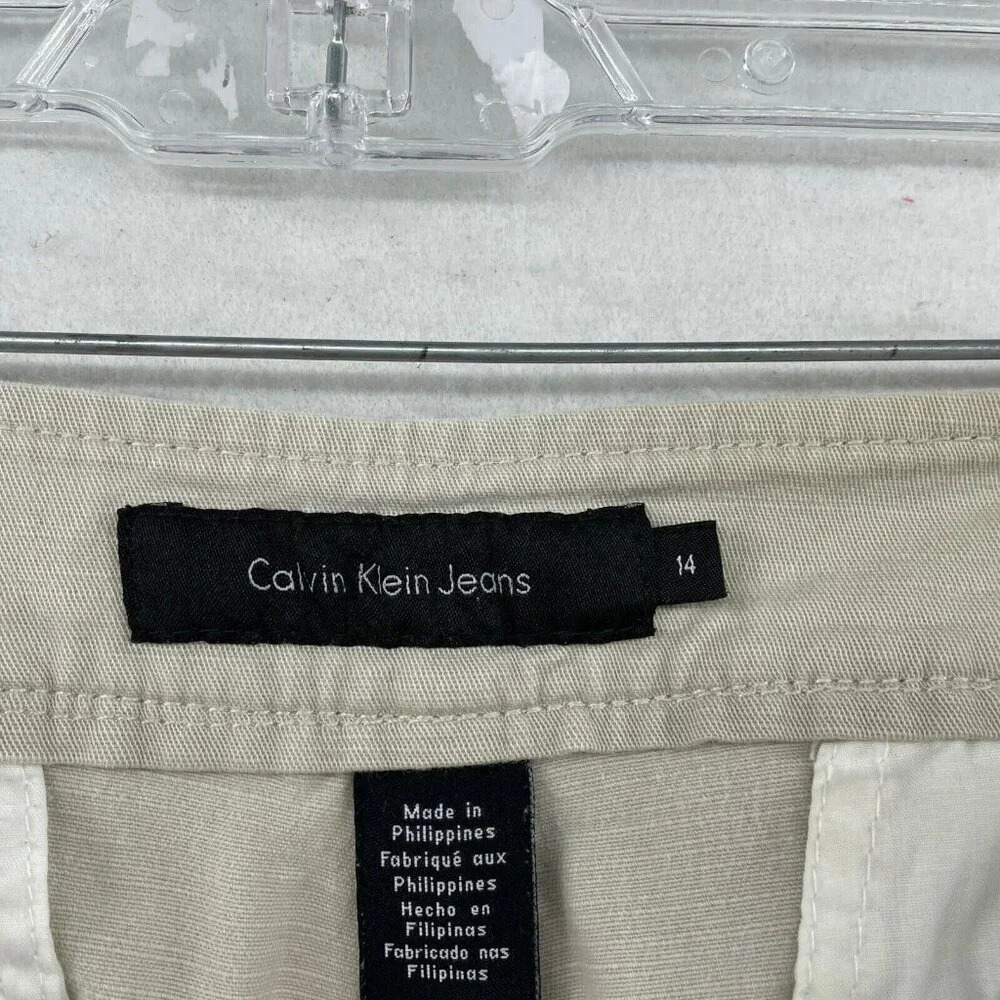 Calvin Klein Jeans
14
Made in
Philippines
Fabriqué aux
Philippines
Hecho en
Filipinas
Fabricado nas
Filipinas